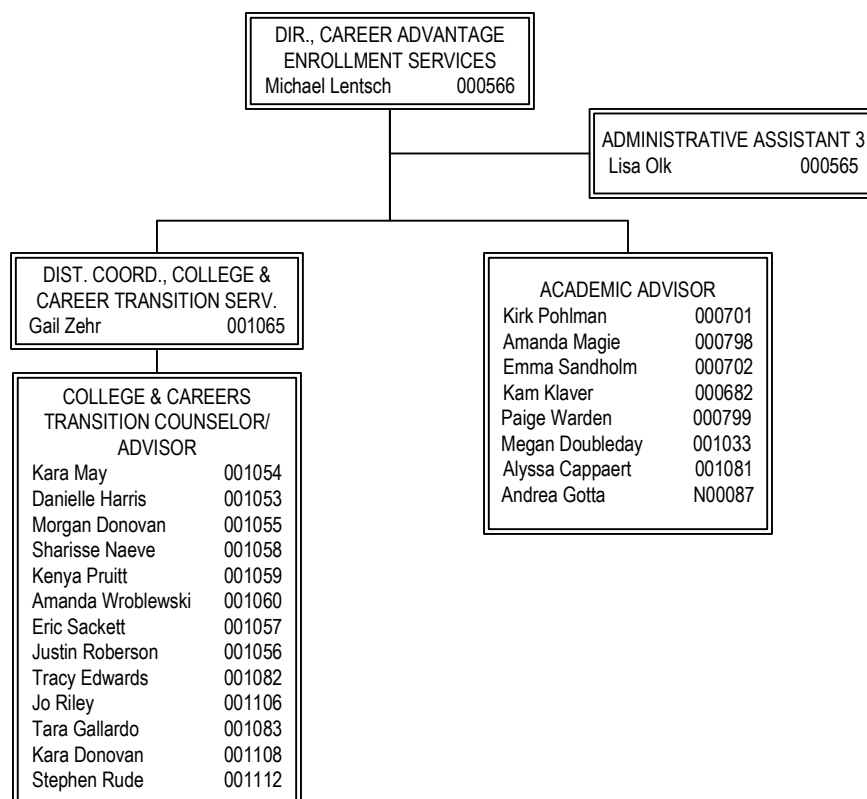 DIR., CAREER ADVANTAGE
ENROLLMENT SERVICES
Michael Lentsch 000566
ADMINISTRATIVE ASSISTANT 3
Lisa Olk 000565
DIST. COORD., COLLEGE &
CAREER TRANSITION SERV.
Gail Zehr 001065
ACADEMIC ADVISOR
Kirk Pohlman 000701
Amanda Magie 000798
Emma Sandholm 000702
Kam Klaver 000682
Paige Warden 000799
Megan Doubleday 001033
Alyssa Cappaert 001081
Andrea Gotta N00087
COLLEGE & CAREERS
TRANSITION COUNSELOR/
ADVISOR
Kara May 001054
Danielle Harris 001053
Morgan Donovan 001055
Sharisse Naeve 001058
Kenya Pruitt 001059
Amanda Wroblewski 001060
Eric Sackett 001057
Justin Roberson 001056
Tracy Edwards 001082
Jo Riley 001106
Tara Gallardo 001083
Kara Donovan 001108
Stephen Rude 001112